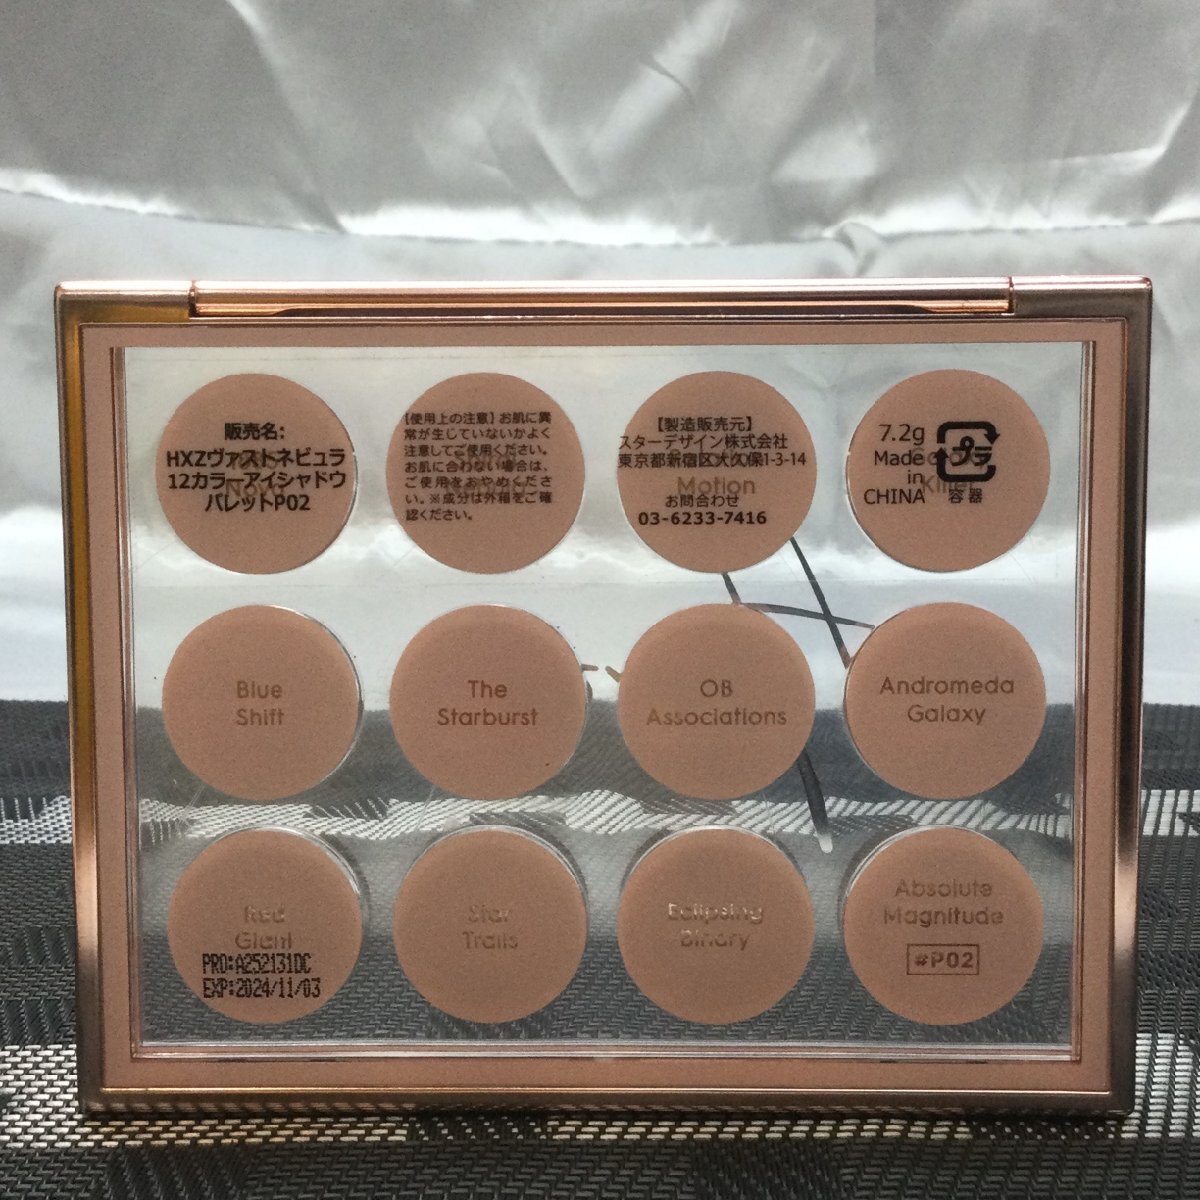 販売名:
HXZヴァストネビュラ
12カラーアイシャドウ
パレットP02
【使用上の注意】お肌に異
常が生じていないかよく
注意してご使用ください。
お肌に合わない場合は、
ご使用をおやめくださ
い。※成分は外箱をご確
認ください。
【製造販売元】
スターデザイン株式会社
東京都新宿区大久保1-3-14
Motion
お問合わせ
03-6233-7416
7.2g
Made
in
CHINA
プラ
容器
Killer
Blue
Shift
The
Starburst
OB
Associations
Andromeda
Galaxy
Red
Giant
PRO:A252131DC
EXP:2024/11/03
Star
Trails
Eclipsing
Binary
Absolute
Magnitude
#P02